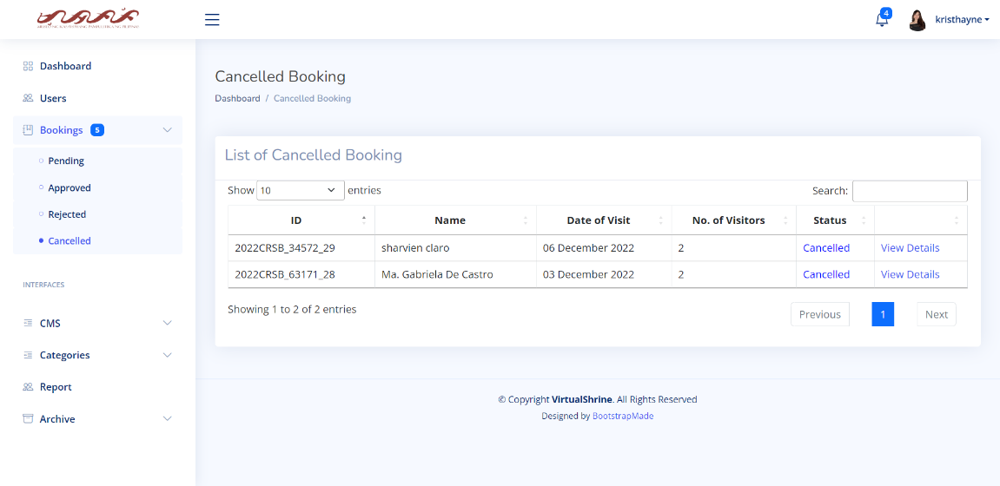 4
kristhayne
Dashboard
Users
Bookings 5
Pending
Approved
Rejected
Cancelled
INTERFACES
CMS
Categories
Report
Archive
Cancelled Booking
Dashboard / Cancelled Booking
List of Cancelled Booking
Show 10 entries
Search:
ID Name Date of Visit No. of Visitors Status
2022CRSB_34572_29 sharvien claro 06 December 2022 2 Cancelled View Details
2022CRSB_63171_28 Ma. Gabriela De Castro 03 December 2022 2 Cancelled View Details
Showing 1 to 2 of 2 entries
Previous 1 Next
© Copyright VirtualShrine. All Rights Reserved
Designed by BootstrapMade